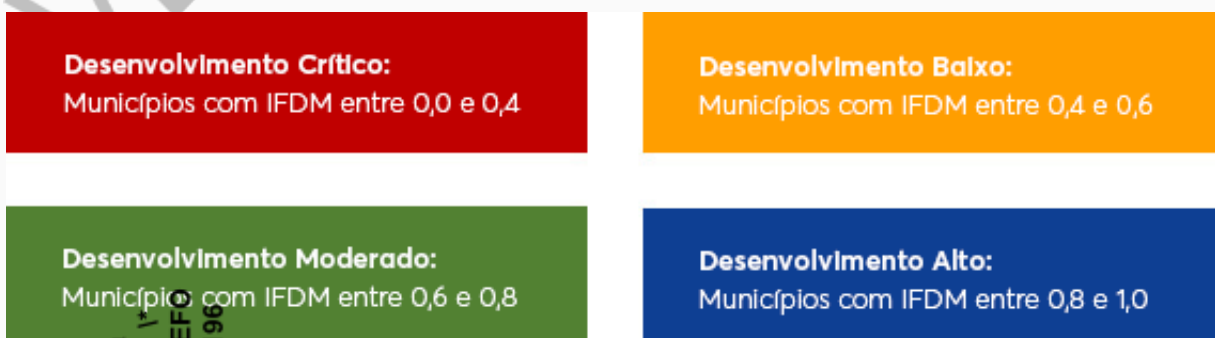 Desenvolvimento Crítico:
Municípios com IFDM entre 0,0 e 0,4
Desenvolvimento Baixo:
Municípios com IFDM entre 0,4 e 0,6
Desenvolvimento Moderado:
Municípios com IFDM entre 0,6 e 0,8
Desenvolvimento Alto:
Municípios com IFDM entre 0,8 e 1,0